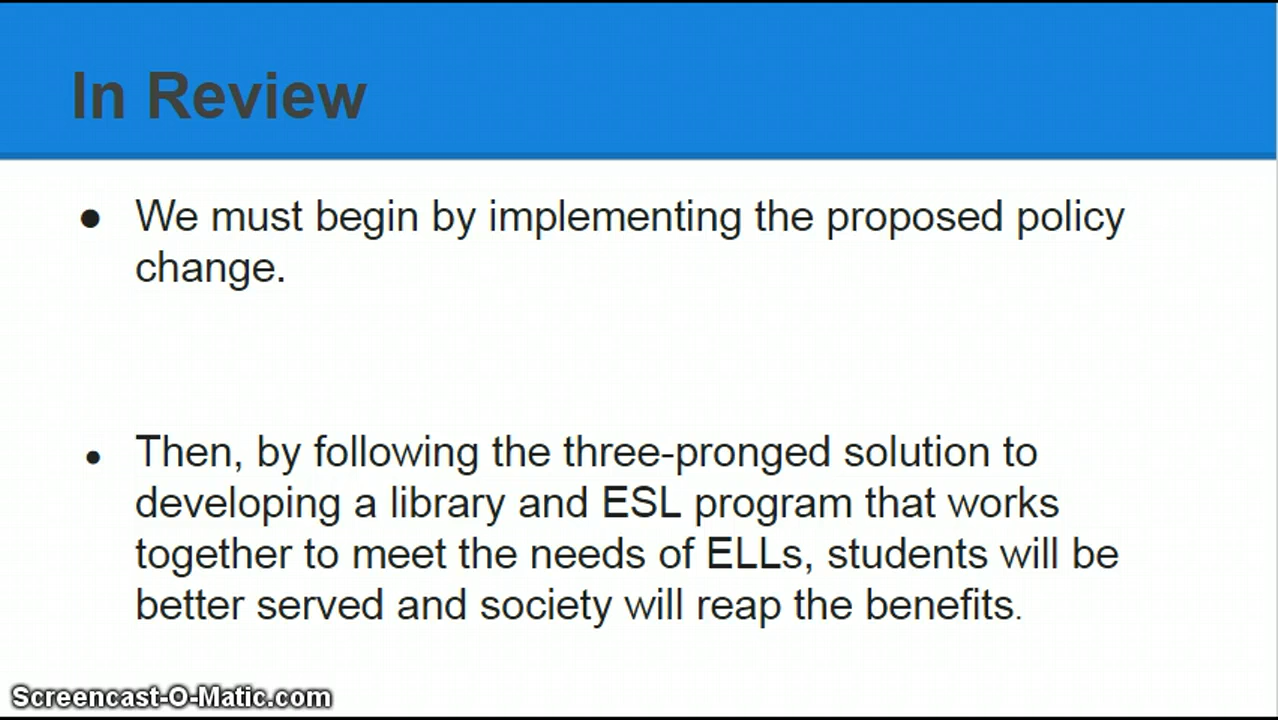 In Review
● We must begin by implementing the proposed policy
change.
● Then, by following the three-pronged solution to
developing a library and ESL program that works
together to meet the needs of ELLs, students will be
better served and society will reap the benefits.
Screencast-O-Matic.com